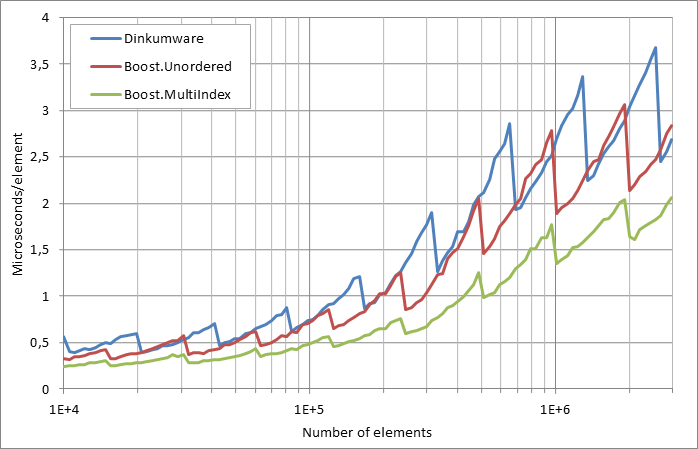 4
3,5
3
2,5
2
1,5
1
0,5
0
Microseconds/element
Dinkumware
Boost.Unordered
Boost.MultiIndex
1E+4
1E+5
1E+6
Number of elements